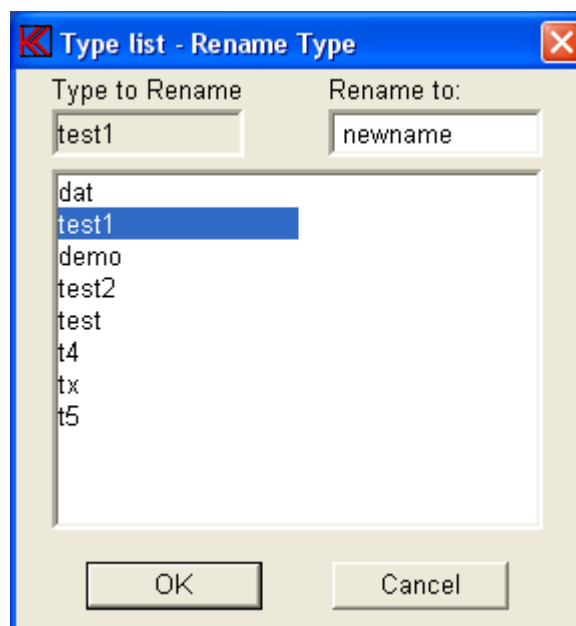 Type list - Rename Type
Type to Rename Rename to:
test1 newname
dat
test1
demo
test2
test
t4
tx
t5
OK Cancel